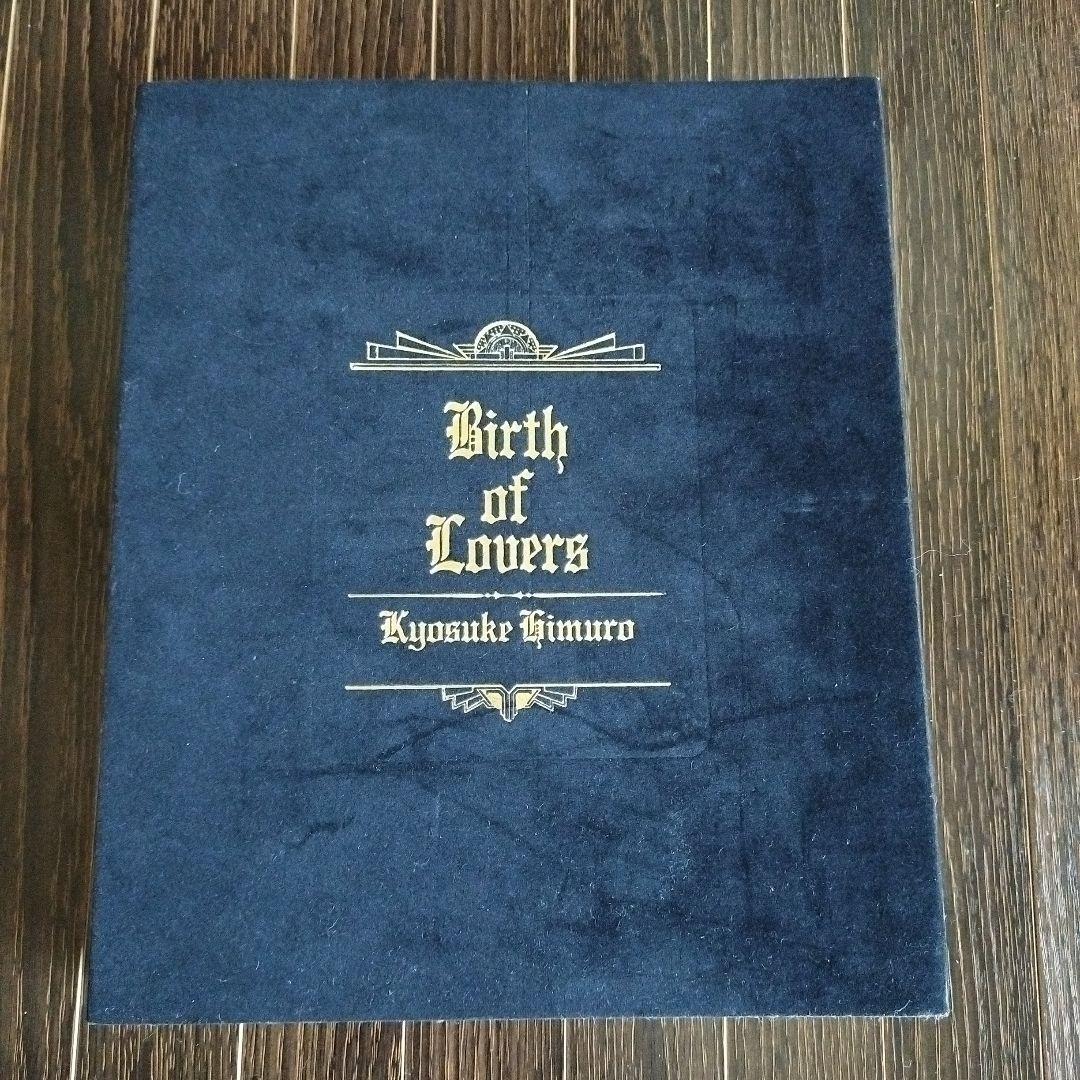 Birth
of
Lovers
Kyosuke Himuro